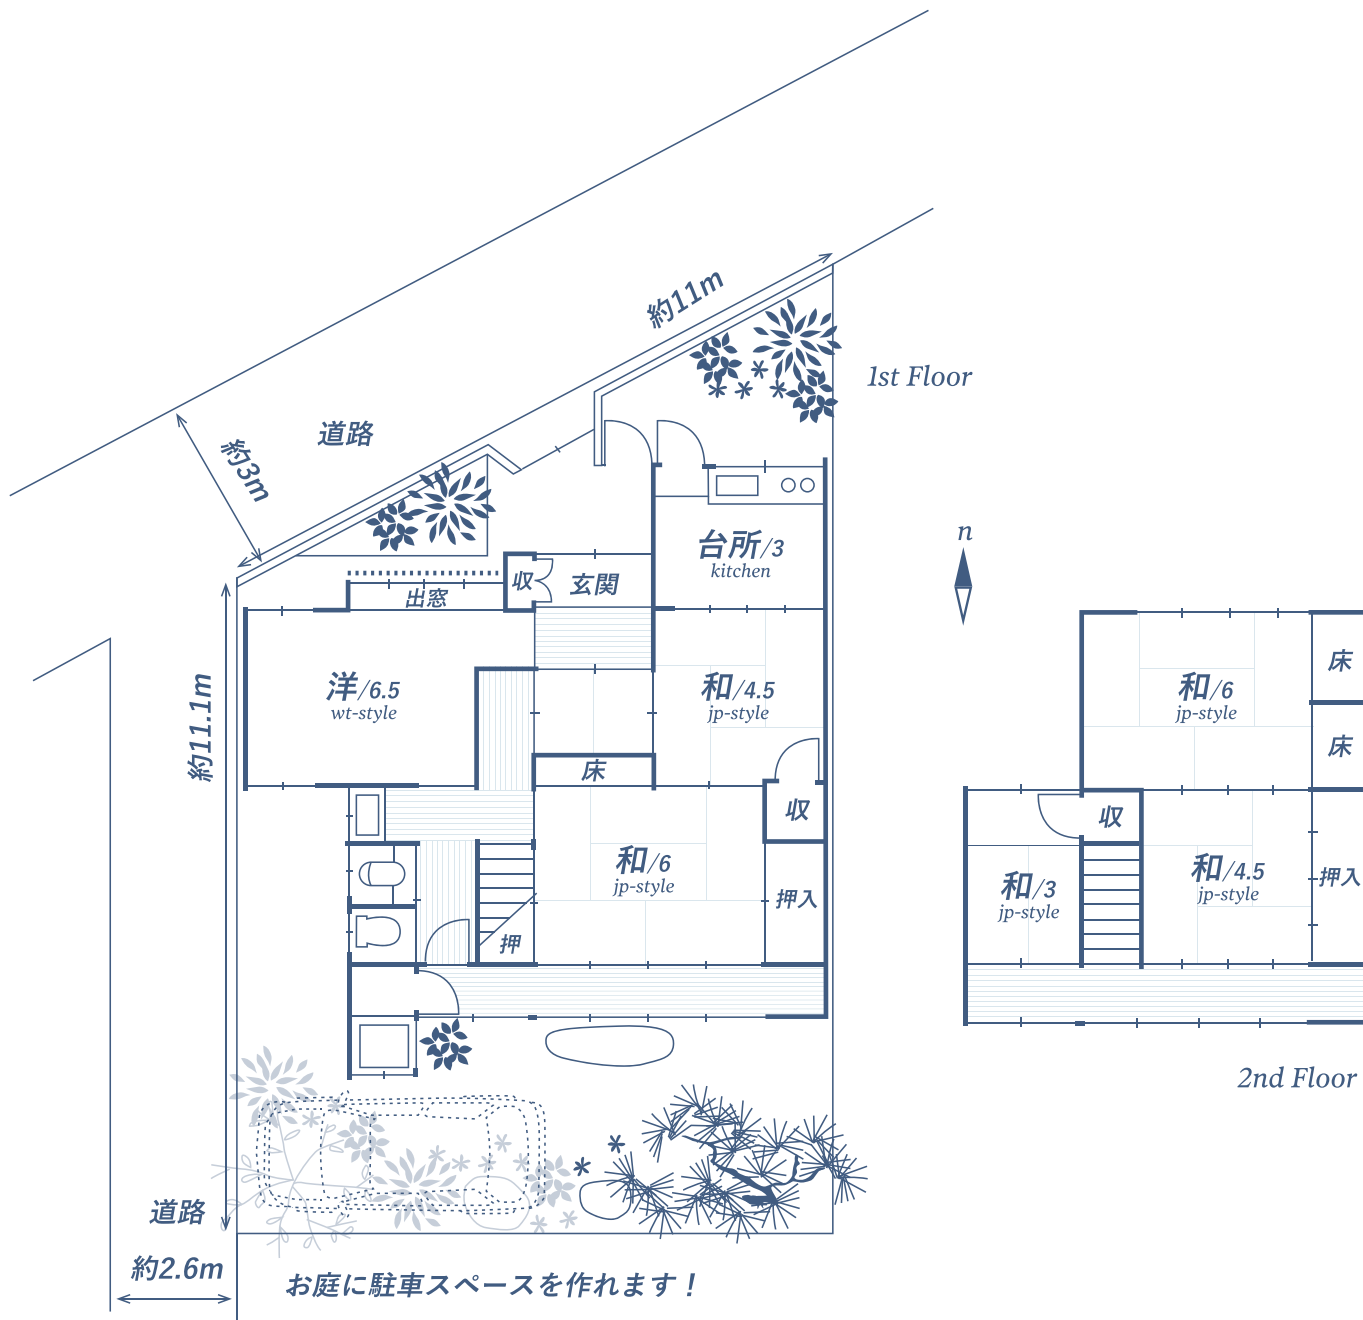 約11m
1st Floor
道路
約3m
n
台所/3
kitchen
収
玄関
出窓
洋/6.5
wt-style
和/4.5
jp-style
床
収
和/6
jp-style
押入
押
約11.1m
和/6
jp-style
床
床
収
和/4.5
jp-style
押入
和/3
jp-style
2nd Floor
道路
約2.6m
お庭に駐車スペースを作れます！